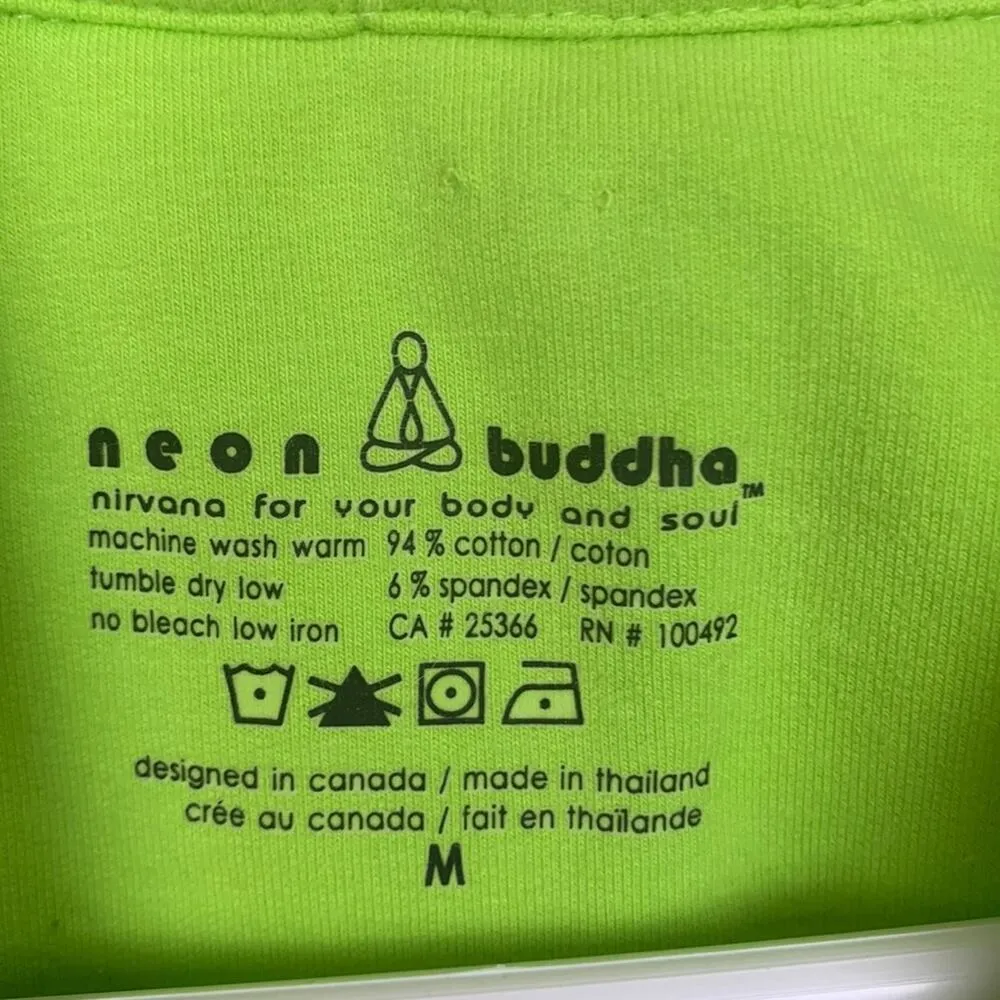 neon buddha™
nirvana for your body and soul
machine wash warm 94 % cotton / coton
tumble dry low 6 % spandex / spandex
no bleach low iron CA # 25366 RN # 100492
designed in canada / made in thailand
crée au canada / fait en thaïlande
M